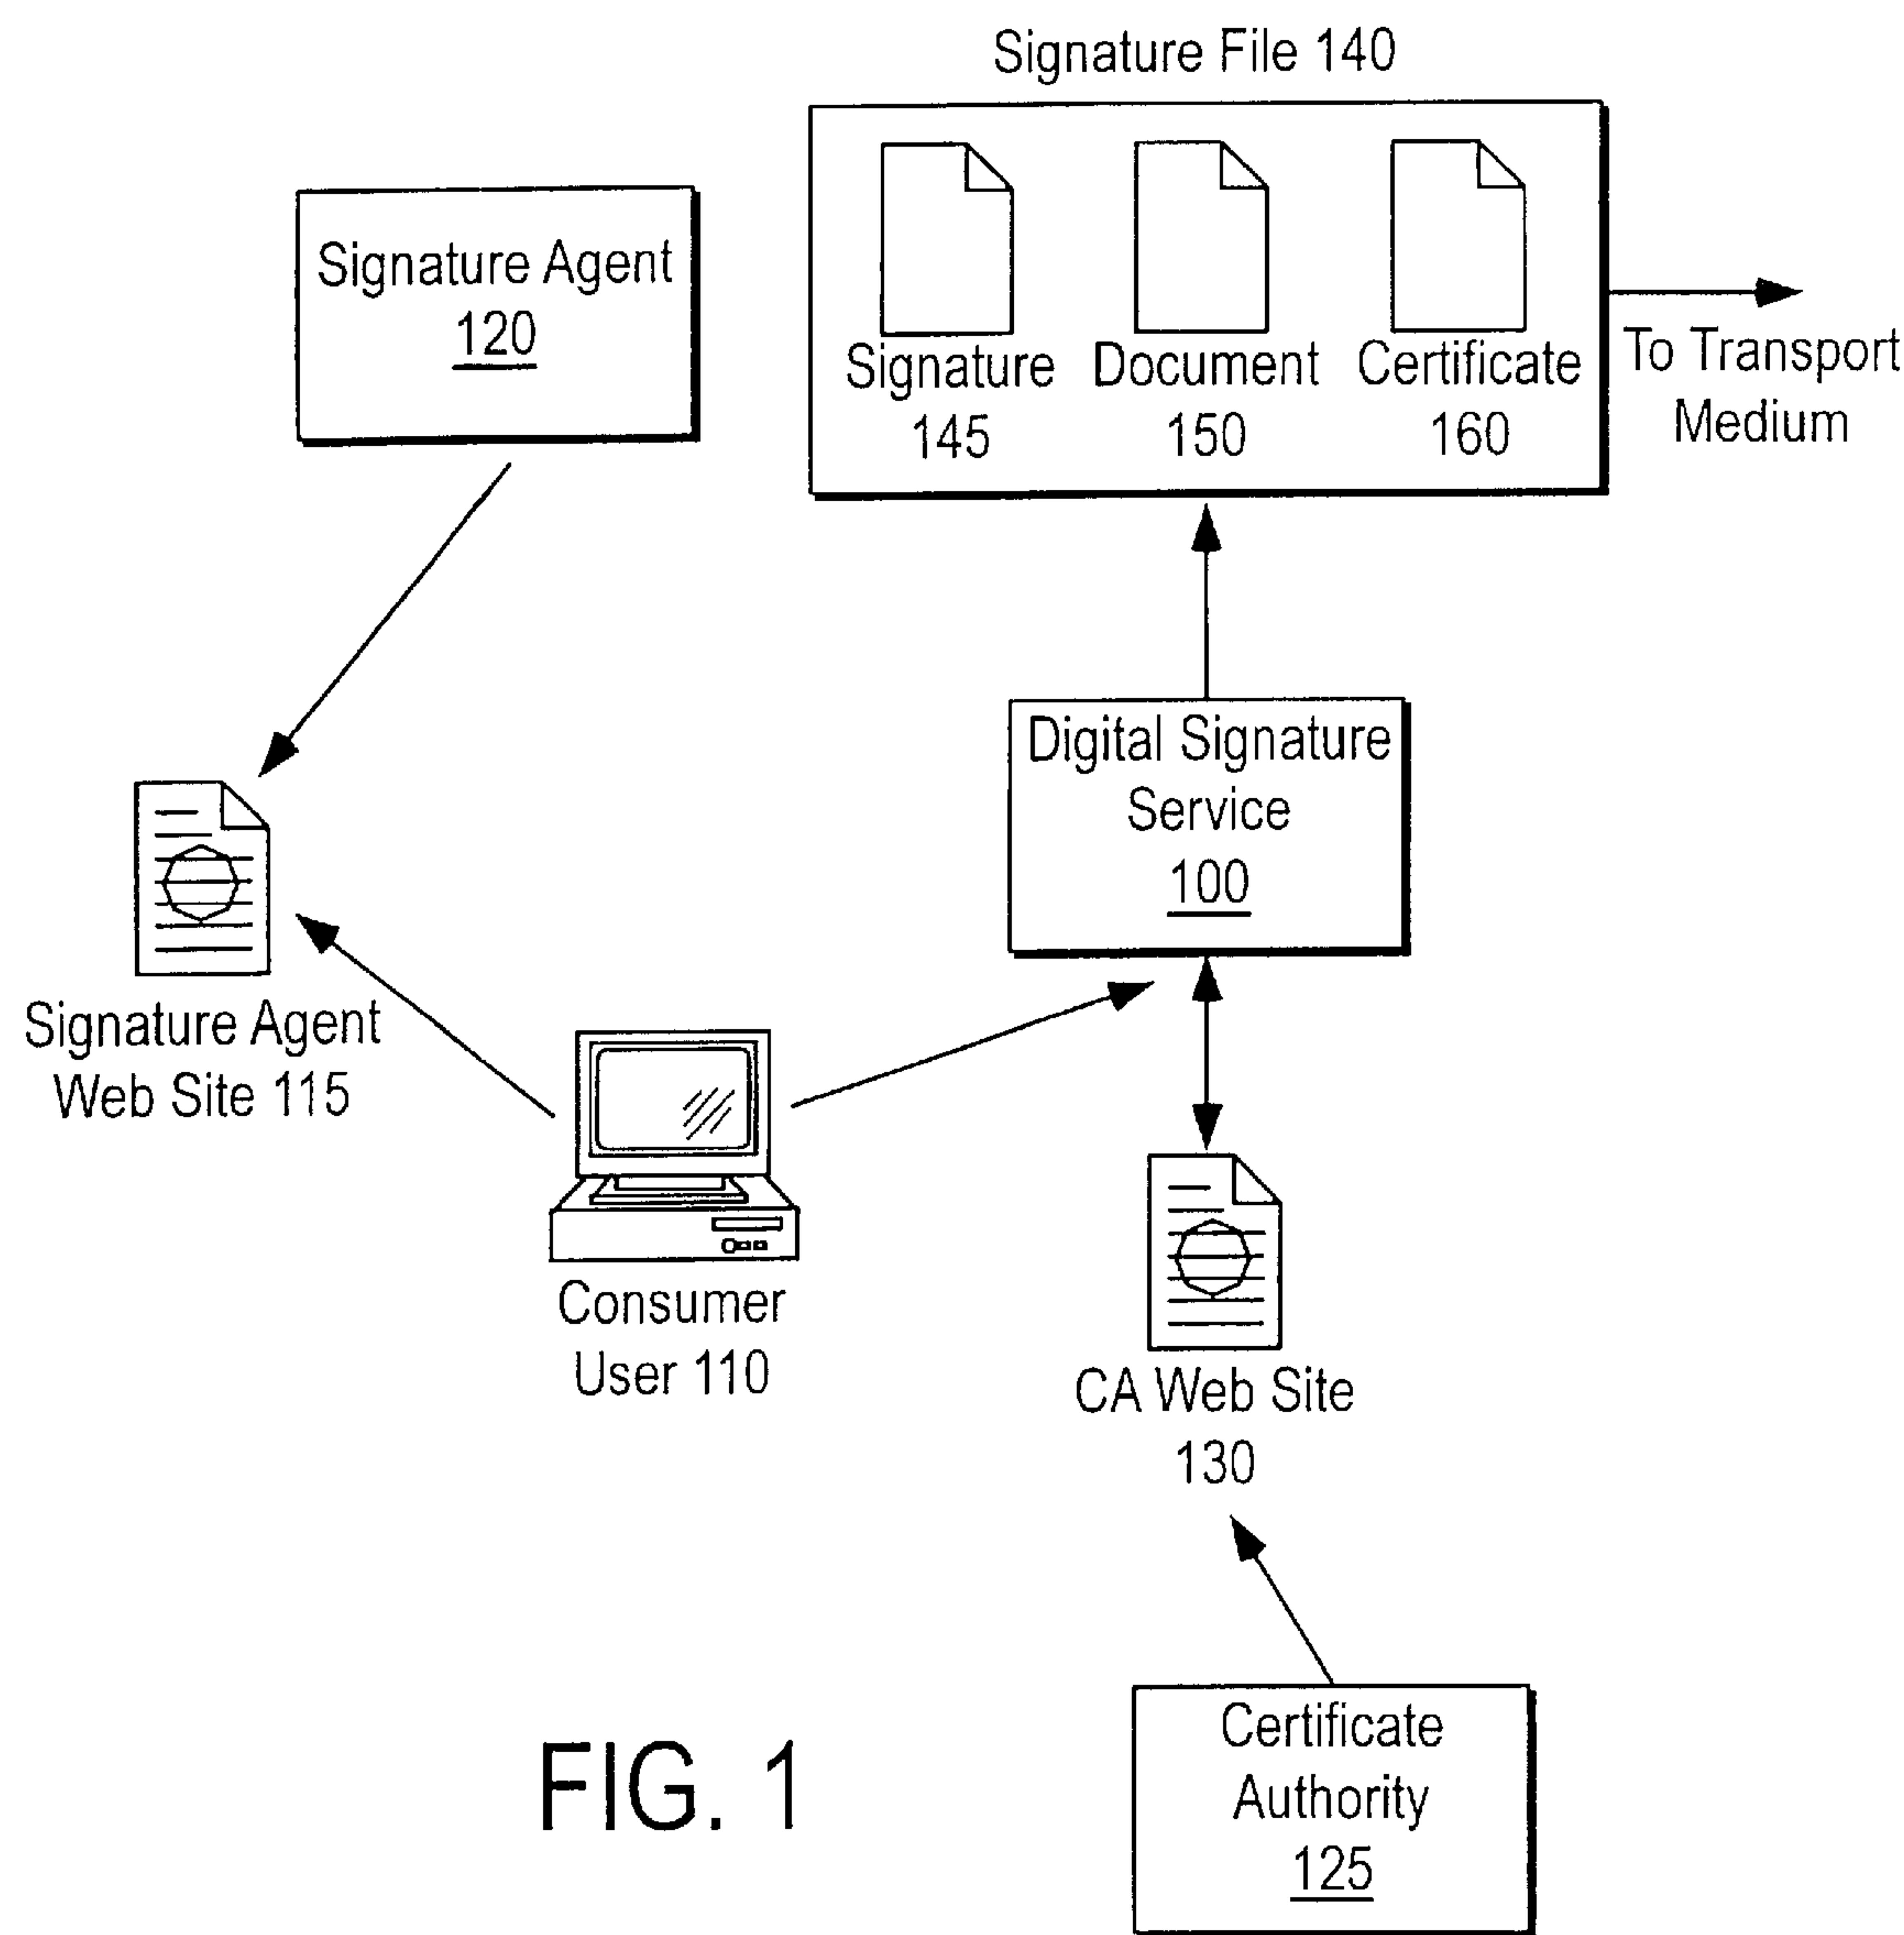 Signature File 140
Signature Agent
120
Signature
145
Document
150
Certificate
160
To Transport
Medium
Digital Signature
Service
100
Signature Agent
Web Site 115
Consumer
User 110
CA Web Site
130
Certificate
Authority
125
FIG. 1